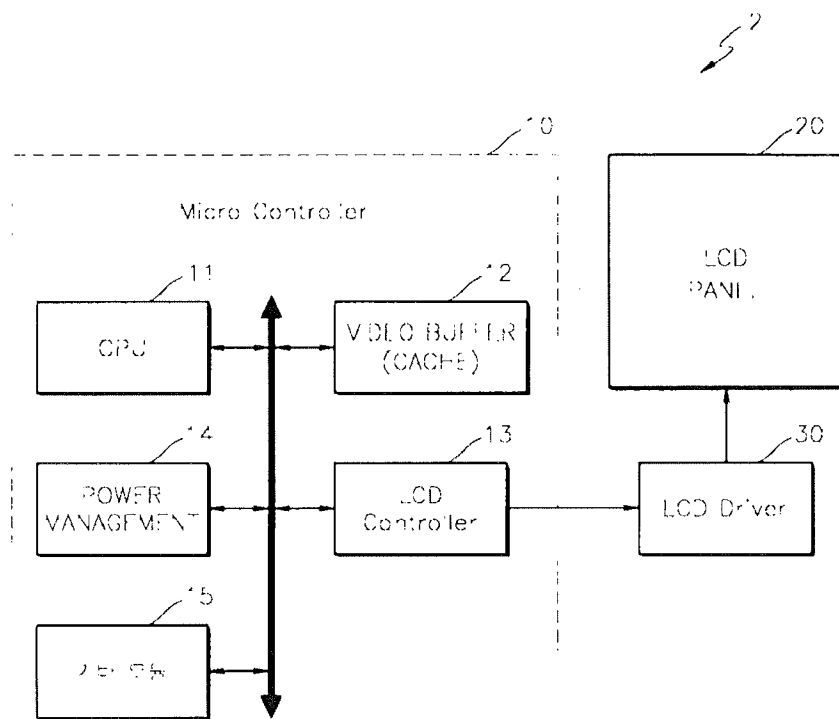 2
10
20
Micro Controller
LCD
PANEL
11
12
CPU
VIDEO BUFFER
(CACHE)
14
13
30
POWER
MANAGEMENT
LCD
Controller
LCD Driver
15